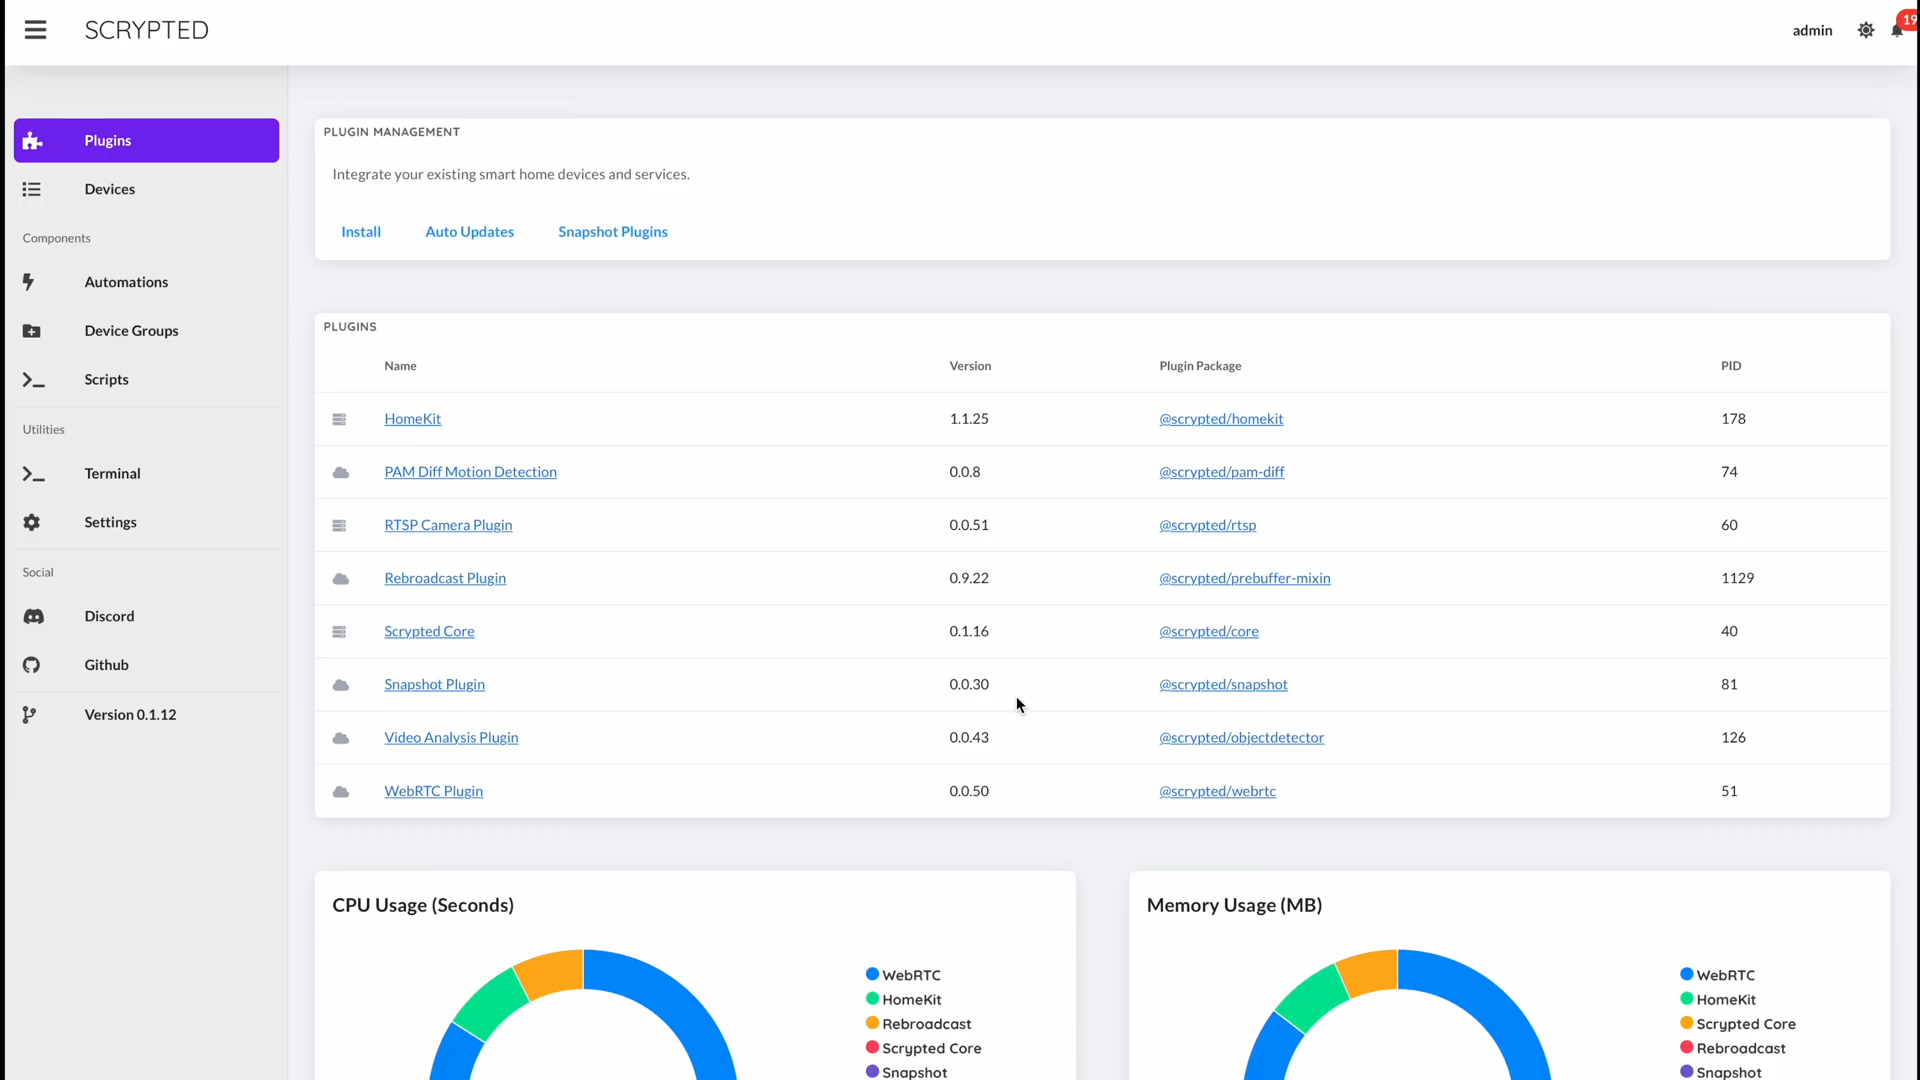 SCRYPTED
admin
19
Plugins
Devices
Components
Automations
Device Groups
Scripts
Utilities
Terminal
Settings
Social
Discord
Github
Version 0.1.12
PLUGIN MANAGEMENT
Integrate your existing smart home devices and services.
Install Auto Updates Snapshot Plugins
PLUGINS
Name Version Plugin Package PID
HomeKit 1.1.25 @scrypted/homekit 178
PAM Diff Motion Detection 0.0.8 @scrypted/pam-diff 74
RTSP Camera Plugin 0.0.51 @scrypted/rtsp 60
Rebroadcast Plugin 0.9.22 @scrypted/prebuffer-mixin 1129
Scrypted Core 0.1.16 @scrypted/core 40
Snapshot Plugin 0.0.30 @scrypted/snapshot 81
Video Analysis Plugin 0.0.43 @scrypted/objectdetector 126
WebRTC Plugin 0.0.50 @scrypted/webrtc 51
CPU Usage (Seconds)
WebRTC
HomeKit
Rebroadcast
Scrypted Core
Snapshot
Memory Usage (MB)
WebRTC
HomeKit
Scrypted Core
Rebroadcast
Snapshot